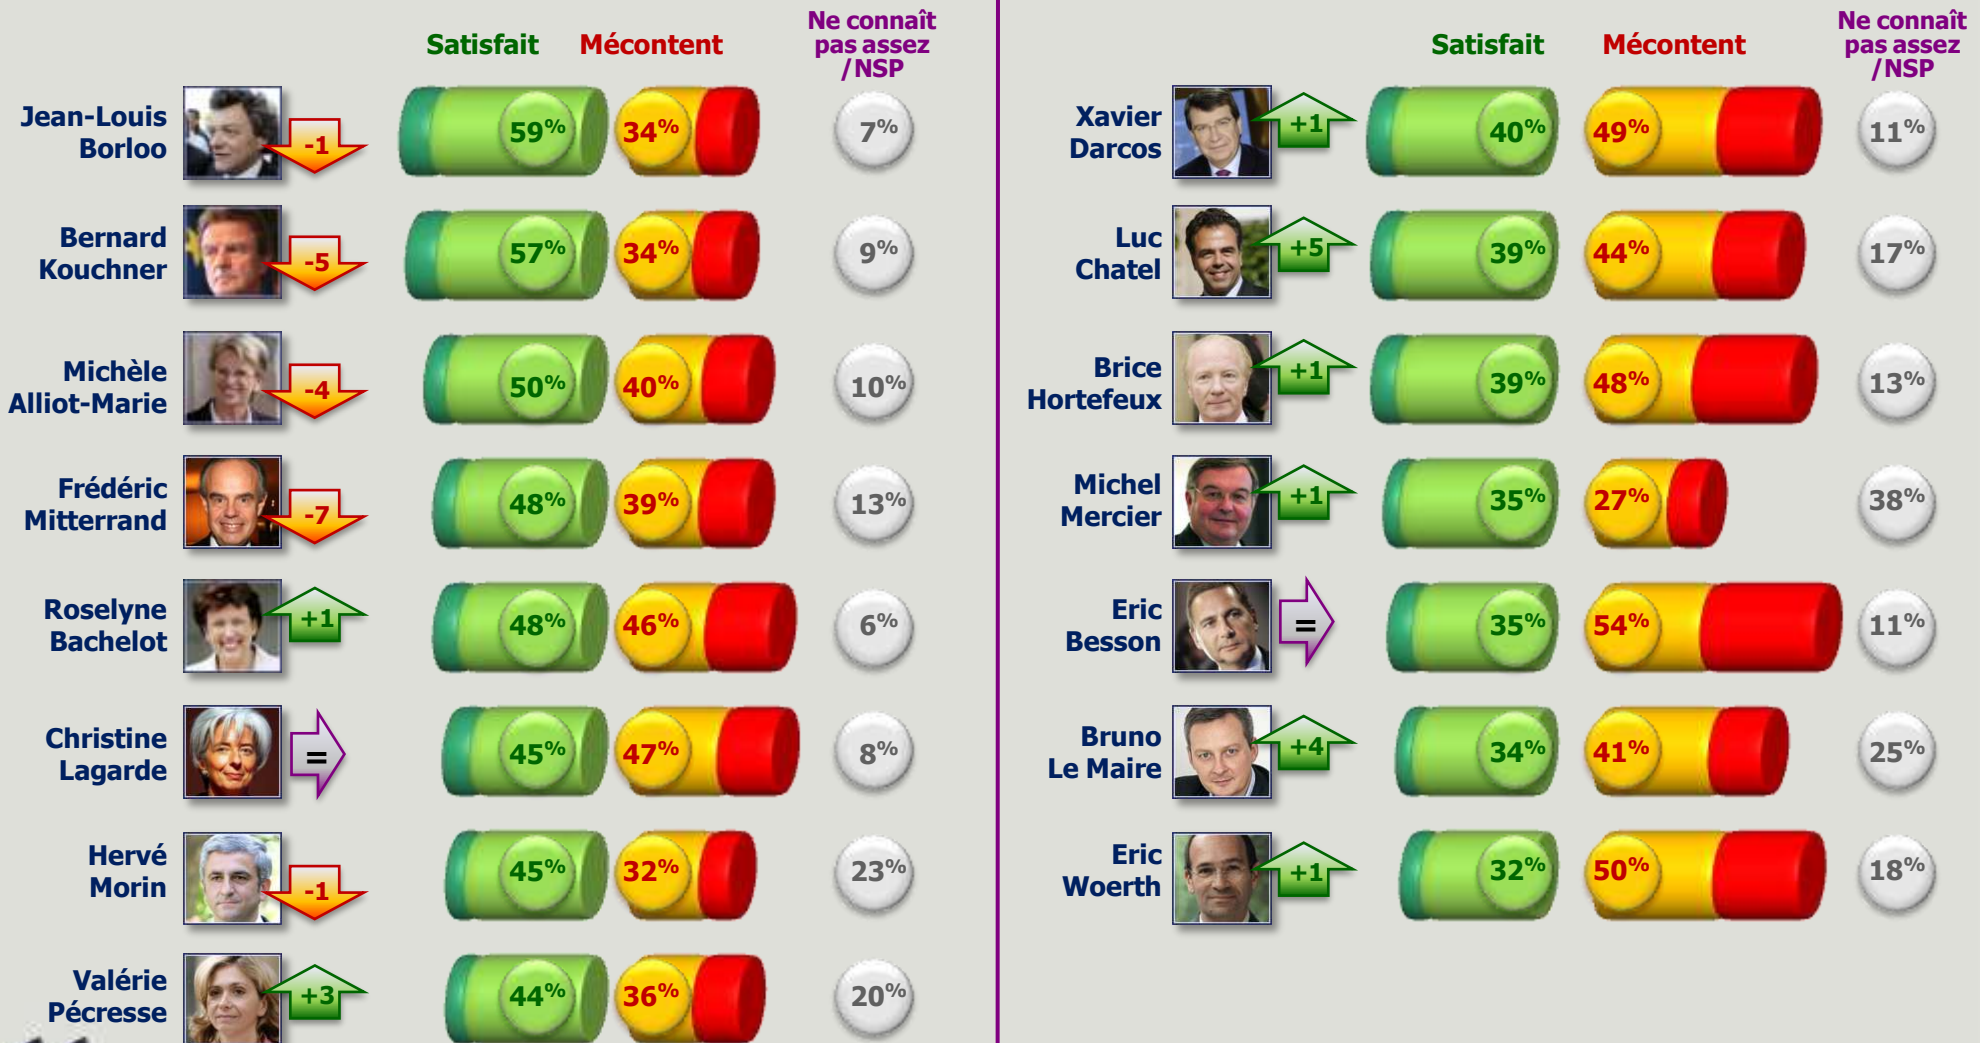 Satisfait Mécontent Ne connaît
pas assez
/NSP
Jean-Louis
Borloo
-1 59% 34% 7%
Bernard
Kouchner
-5 57% 34% 9%
Michèle
Alliot-Marie
-4 50% 40% 10%
Frédéric
Mitterrand
-7 48% 39% 13%
Roselyne
Bachelot
+1 48% 46% 6%
Christine
Lagarde
= 45% 47% 8%
Hervé
Morin
-1 45% 32% 23%
Valérie
Pécresse
+3 44% 36% 20%
Satisfait Mécontent Ne connaît
pas assez
/NSP
Xavier
Darcos
+1 40% 49% 11%
Luc
Chatel
+5 39% 44% 17%
Brice
Hortefeux
+1 39% 48% 13%
Michel
Mercier
+1 35% 27% 38%
Eric
Besson
= 35% 54% 11%
Bruno
Le Maire
+4 34% 41% 25%
Eric
Woerth
+1 32% 50% 18%